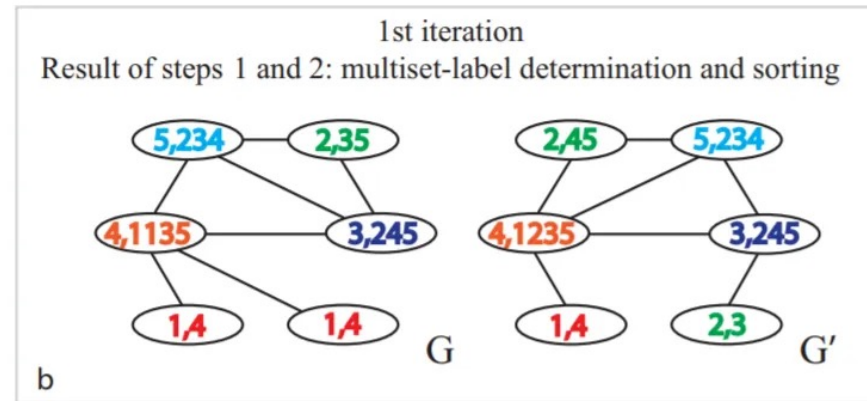 1st iteration
Result of steps 1 and 2: multiset-label determination and sorting
5,234 2,35 2,45 5,234
4,1135 3,245 4,1235 3,245
1,4 1,4 1,4 2,3
G G'
b